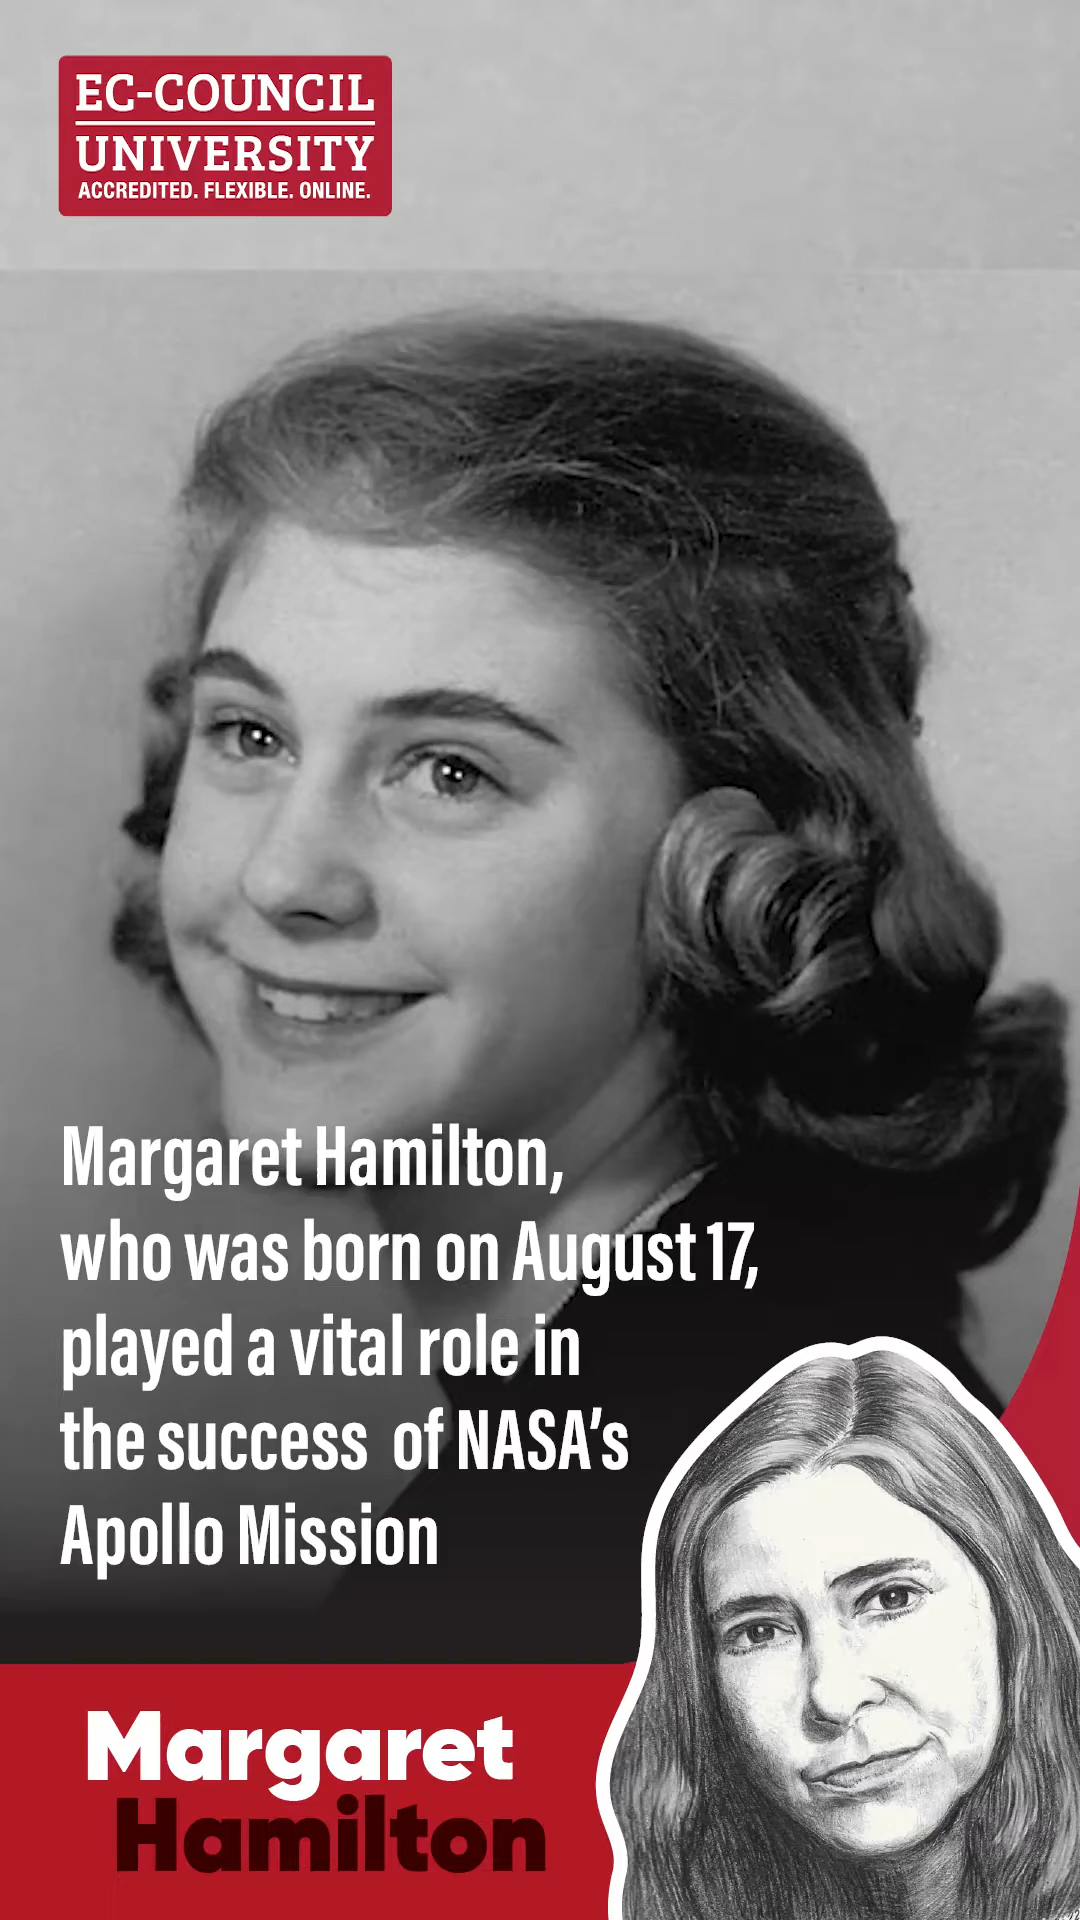 EC-COUNCIL
UNIVERSITY
ACCREDITED. FLEXIBLE. ONLINE.
Margaret Hamilton,
who was born on August 17,
played a vital role in
the success of NASA's
Apollo Mission
Margaret
Hamilton